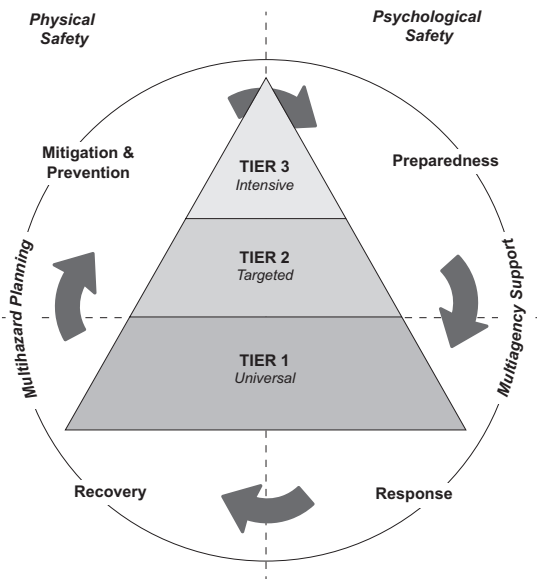 Physical
Safety
Psychological
Safety
Mitigation &
Prevention
Preparedness
TIER 3
Intensive
TIER 2
Targeted
Multihazard Planning
Multiagency Support
TIER 1
Universal
Recovery
Response